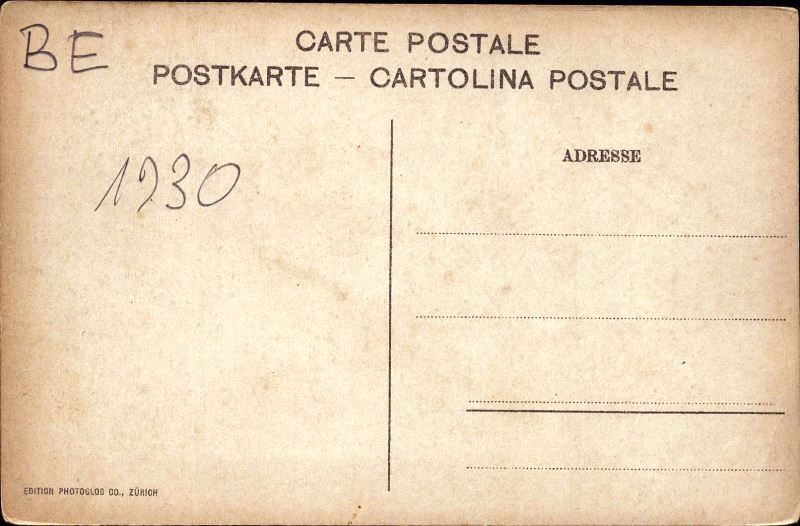 BE
CARTE POSTALE
POSTKARTE — CARTOLINA POSTALE
1930
ADRESSE
EDITION PHOTOGLOB CO., ZÜRICH